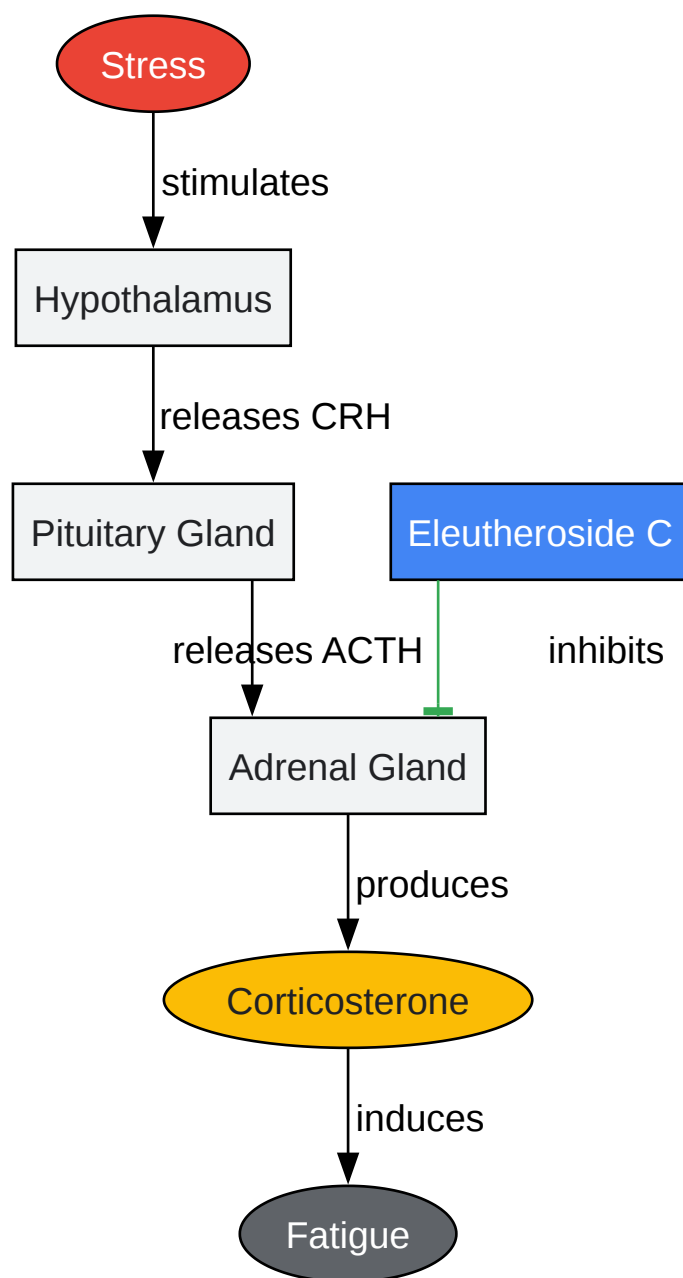 Stress
stimulates
Hypothalamus
releases CRH
Pituitary Gland
Eleutheroside C
releases ACTH
inhibits
Adrenal Gland
produces
Corticosterone
induces
Fatigue